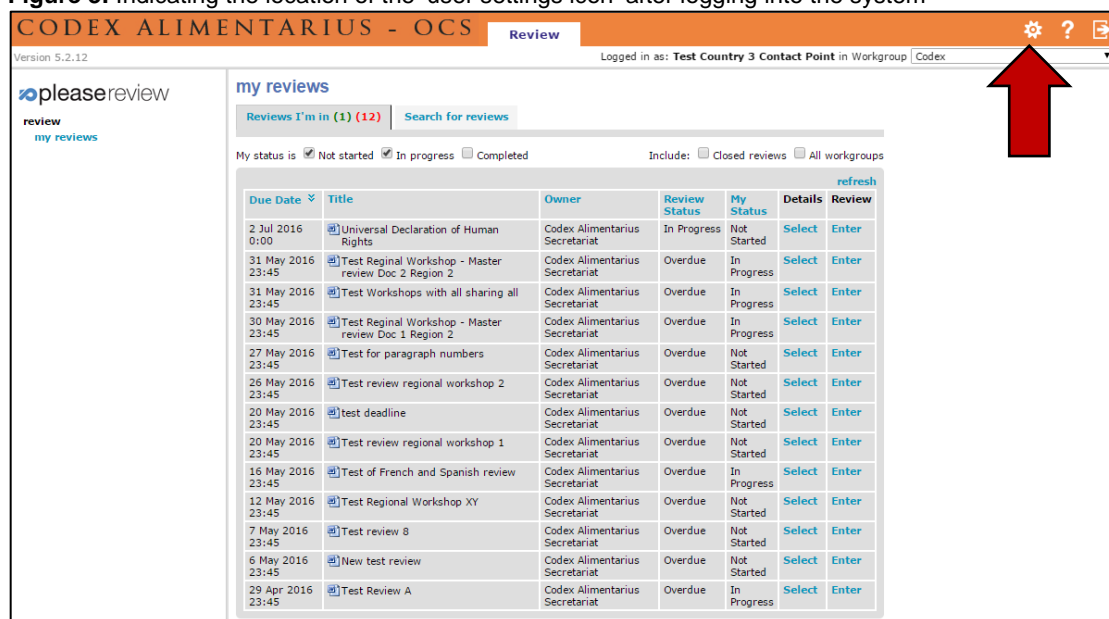 Figure 3: Indicating the location of the 'user settings icon' after logging into the system
CODEX ALIMENTARIUS - OCS Review ?
Version 5.2.12 Logged in as: Test Country 3 Contact Point in Workgroup Codex
pleasereview
review
my reviews
my reviews
Reviews I'm in (1) (12) Search for reviews
My status is Not started In progress Completed Include: Closed reviews All workgroups
refresh
Due Date Title Owner Review Status My Status Details Review
2 Jul 2016 0:00 Universal Declaration of Human Rights Codex Alimentarius Secretariat In Progress Not Started Select Enter
31 May 2016 23:45 Test Reginal Workshop - Master review Doc 2 Region 2 Codex Alimentarius Secretariat Overdue In Progress Select Enter
31 May 2016 23:45 Test Workshops with all sharing all Codex Alimentarius Secretariat Overdue In Progress Select Enter
30 May 2016 23:45 Test Reginal Workshop - Master review Doc 1 Region 2 Codex Alimentarius Secretariat Overdue In Progress Select Enter
27 May 2016 23:45 Test for paragraph numbers Codex Alimentarius Secretariat Overdue Not Started Select Enter
26 May 2016 23:45 Test review regional workshop 2 Codex Alimentarius Secretariat Overdue Not Started Select Enter
20 May 2016 23:45 test deadline Codex Alimentarius Secretariat Overdue Not Started Select Enter
20 May 2016 23:45 Test review regional workshop 1 Codex Alimentarius Secretariat Overdue Not Started Select Enter
16 May 2016 23:45 Test of French and Spanish review Codex Alimentarius Secretariat Overdue In Progress Select Enter
12 May 2016 23:45 Test Regional Workshop XY Codex Alimentarius Secretariat Overdue Not Started Select Enter
7 May 2016 23:45 Test review 8 Codex Alimentarius Secretariat Overdue Not Started Select Enter
6 May 2016 23:45 New test review Codex Alimentarius Secretariat Overdue Not Started Select Enter
29 Apr 2016 23:45 Test Review A Codex Alimentarius Secretariat Overdue In Progress Select Enter